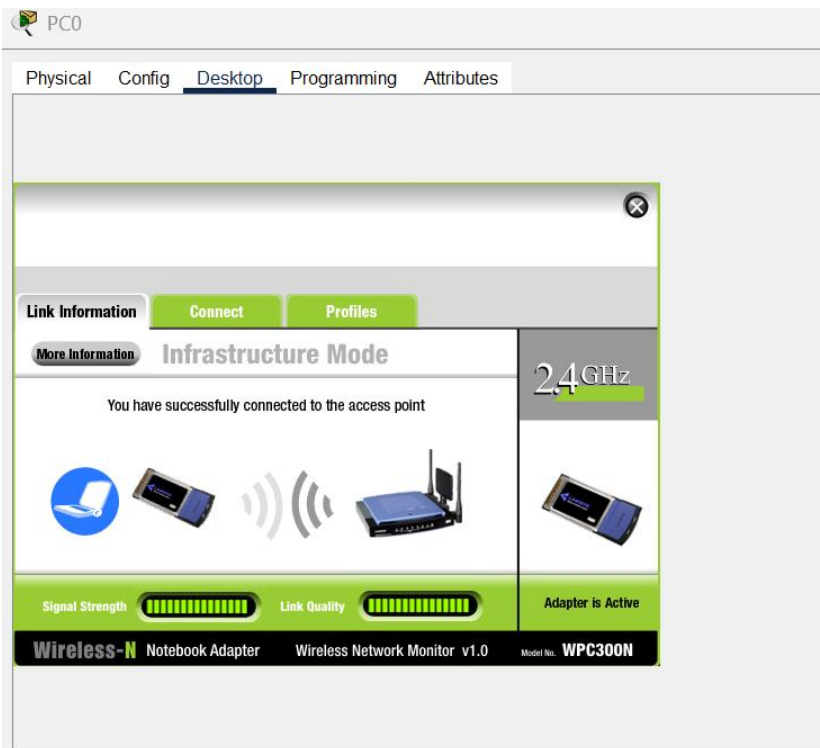 PC0
Physical Config Desktop Programming Attributes
Link Information Connect Profiles
More Information Infrastructure Mode
2.4GHz
You have successfully connected to the access point
Signal Strength Link Quality Adapter is Active
Wireless-N Notebook Adapter Wireless Network Monitor v1.0 Model No. WPC300N